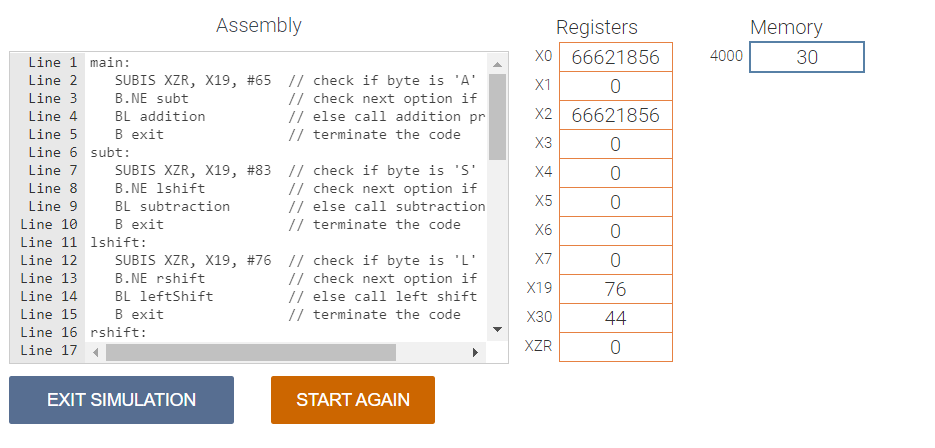 Assembly
Registers
Memory
Line 1 main:
Line 2 SUBIS XZR, X19, #65 // check if byte is 'A'
Line 3 B.NE subt // check next option if
Line 4 BL addition // else call addition pr
Line 5 B exit // terminate the code
Line 6 subt:
Line 7 SUBIS XZR, X19, #83 // check if byte is 'S'
Line 8 B.NE lshift // check next option if
Line 9 BL subtraction // else call subtraction
Line 10 B exit // terminate the code
Line 11 lshift:
Line 12 SUBIS XZR, X19, #76 // check if byte is 'L'
Line 13 B.NE rshift // check next option if
Line 14 BL leftShift // else call left shift
Line 15 B exit // terminate the code
Line 16 rshift:
Line 17
X0 66621856
X1 0
X2 66621856
X3 0
X4 0
X5 0
X6 0
X7 0
X19 76
X30 44
XZR 0
4000 30
EXIT SIMULATION
START AGAIN